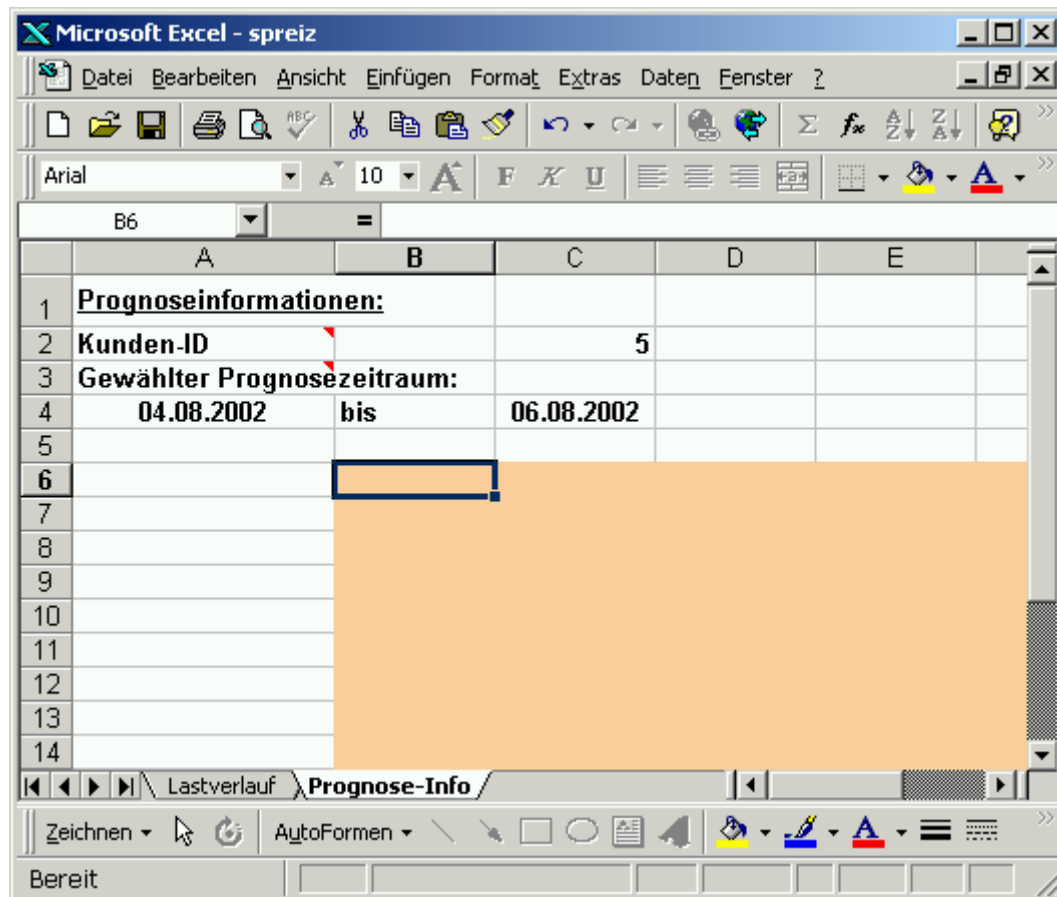 Microsoft Excel - spreiz
Datei Bearbeiten Ansicht Einfügen Format Extras Daten Fenster ?
ABC Σ fx A Z Z A ?
Arial A 10 A F K U a A
B6 =
A B C D E
1 Prognoseinformationen:
2 Kunden-ID 5
3 Gewählter Prognosezeitraum:
4 04.08.2002 bis 06.08.2002
5
6
7
8
9
10
11
12
13
14
Lastverlauf Prognose-Info
Zeichnen AutoFormen A
Bereit